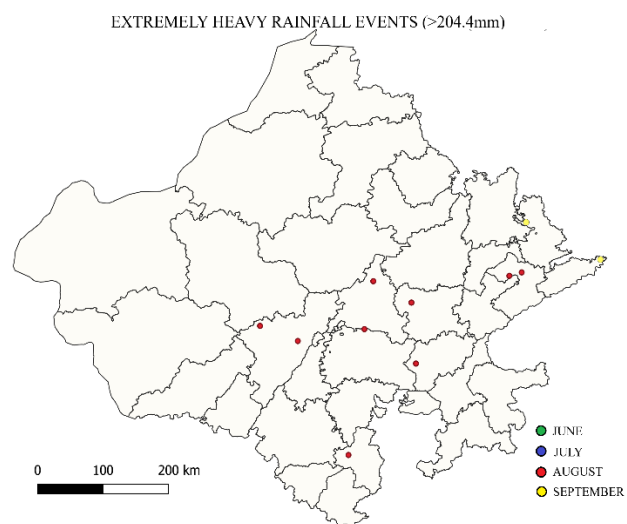 EXTREMELY HEAVY RAINFALL EVENTS (>204.4mm)
JUNE
JULY
AUGUST
SEPTEMBER
0 100 200 km